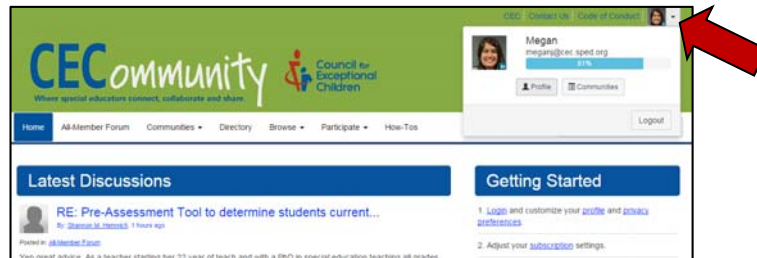 CEC Contact Us Code of Conduct
CECommunity
Where special educators connect, collaborate and share.
Council for
Exceptional
Children
Megan
meganj@cec.sped.org
61%
Profile Communities
Logout
Home All-Member Forum Communities Directory Browse Participate How-Tos
Latest Discussions
RE: Pre-Assessment Tool to determine students current...
By: Shannon M. 1 hours ago
Posted in: All-Member Forum
Yep great advice. As a teacher starting her 22 year of teach and with a PhD in special education teaching all grades
Getting Started
1. Login and customize your profile and privacy
preferences.
2. Adjust your subscription settings.